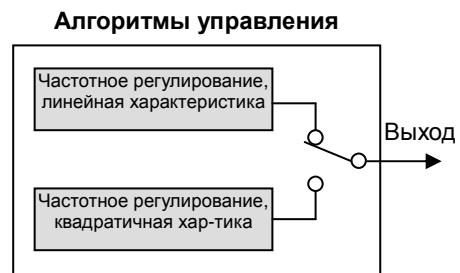 Алгоритмы управления
Частотное регулирование,
линейная характеристика
Выход
Частотное регулирование,
квадратичная хар-тика